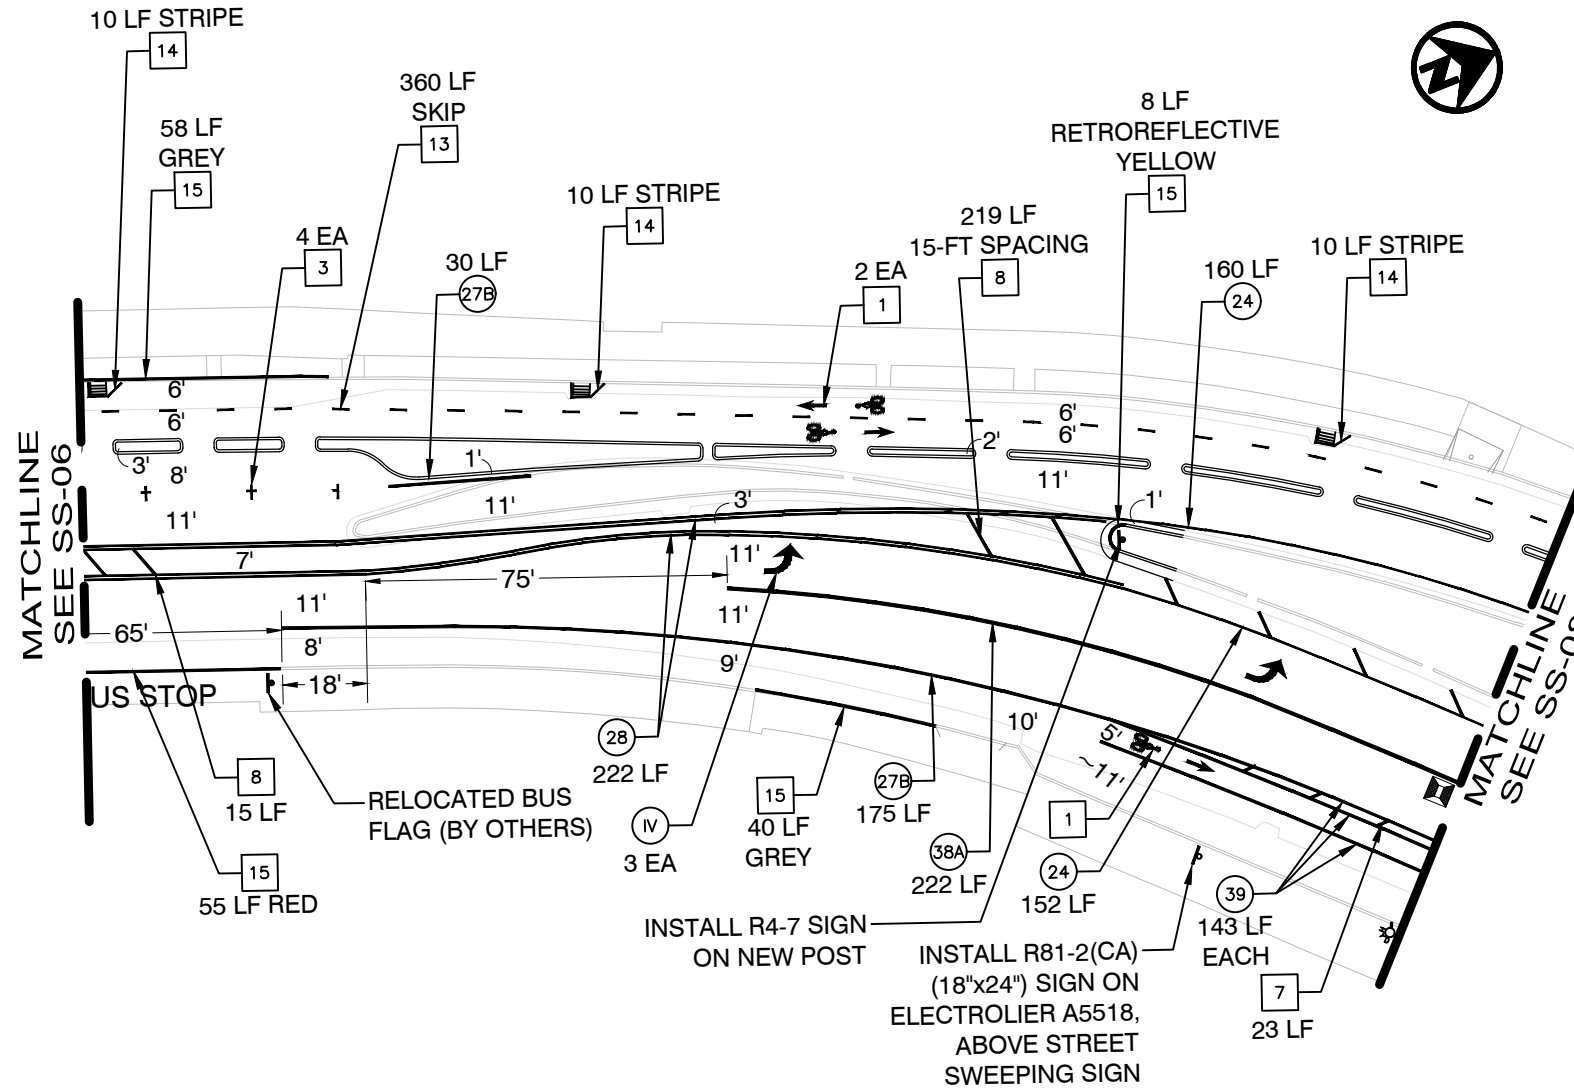 10 LF STRIPE
14
360 LF
SKIP
13
58 LF
GREY
15
8 LF
RETROREFLECTIVE
YELLOW
15
10 LF STRIPE
14
219 LF
15-FT SPACING
8
4 EA
3
30 LF
27B
2 EA
1
160 LF
24
10 LF STRIPE
14
N
6'
6'
3'
8'
11'
7'
1'
11'
3'
6'
6'
2'
11'
1'
MATCHLINE
SEE SS-06
75'
11'
11'
11'
65'
8'
18'
9'
10'
5'
~11'
US STOP
MATCHLINE
SEE SS-08
8
15 LF
15
55 LF RED
RELOCATED BUS
FLAG (BY OTHERS)
28
222 LF
IV
3 EA
15
40 LF
GREY
27B
175 LF
38A
222 LF
1
24
152 LF
39
143 LF
EACH
7
23 LF
INSTALL R4-7 SIGN
ON NEW POST
INSTALL R81-2(CA)
(18"x24") SIGN ON
ELECTROLIER A5518,
ABOVE STREET
SWEEPING SIGN